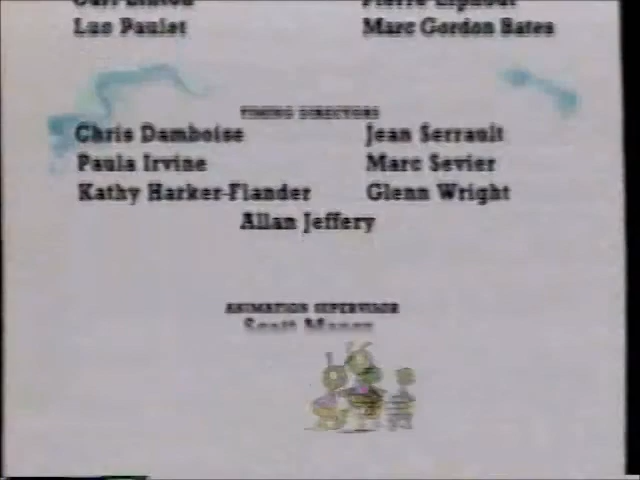 Luc Paulet Marc Gordon Bates
TIMING DIRECTORS
Chris Damboise Jean Serrault
Paula Irvine Marc Sevier
Kathy Harker-Flander Glenn Wright
Allan Jeffery
ANIMATION SUPERVISOR
Scott